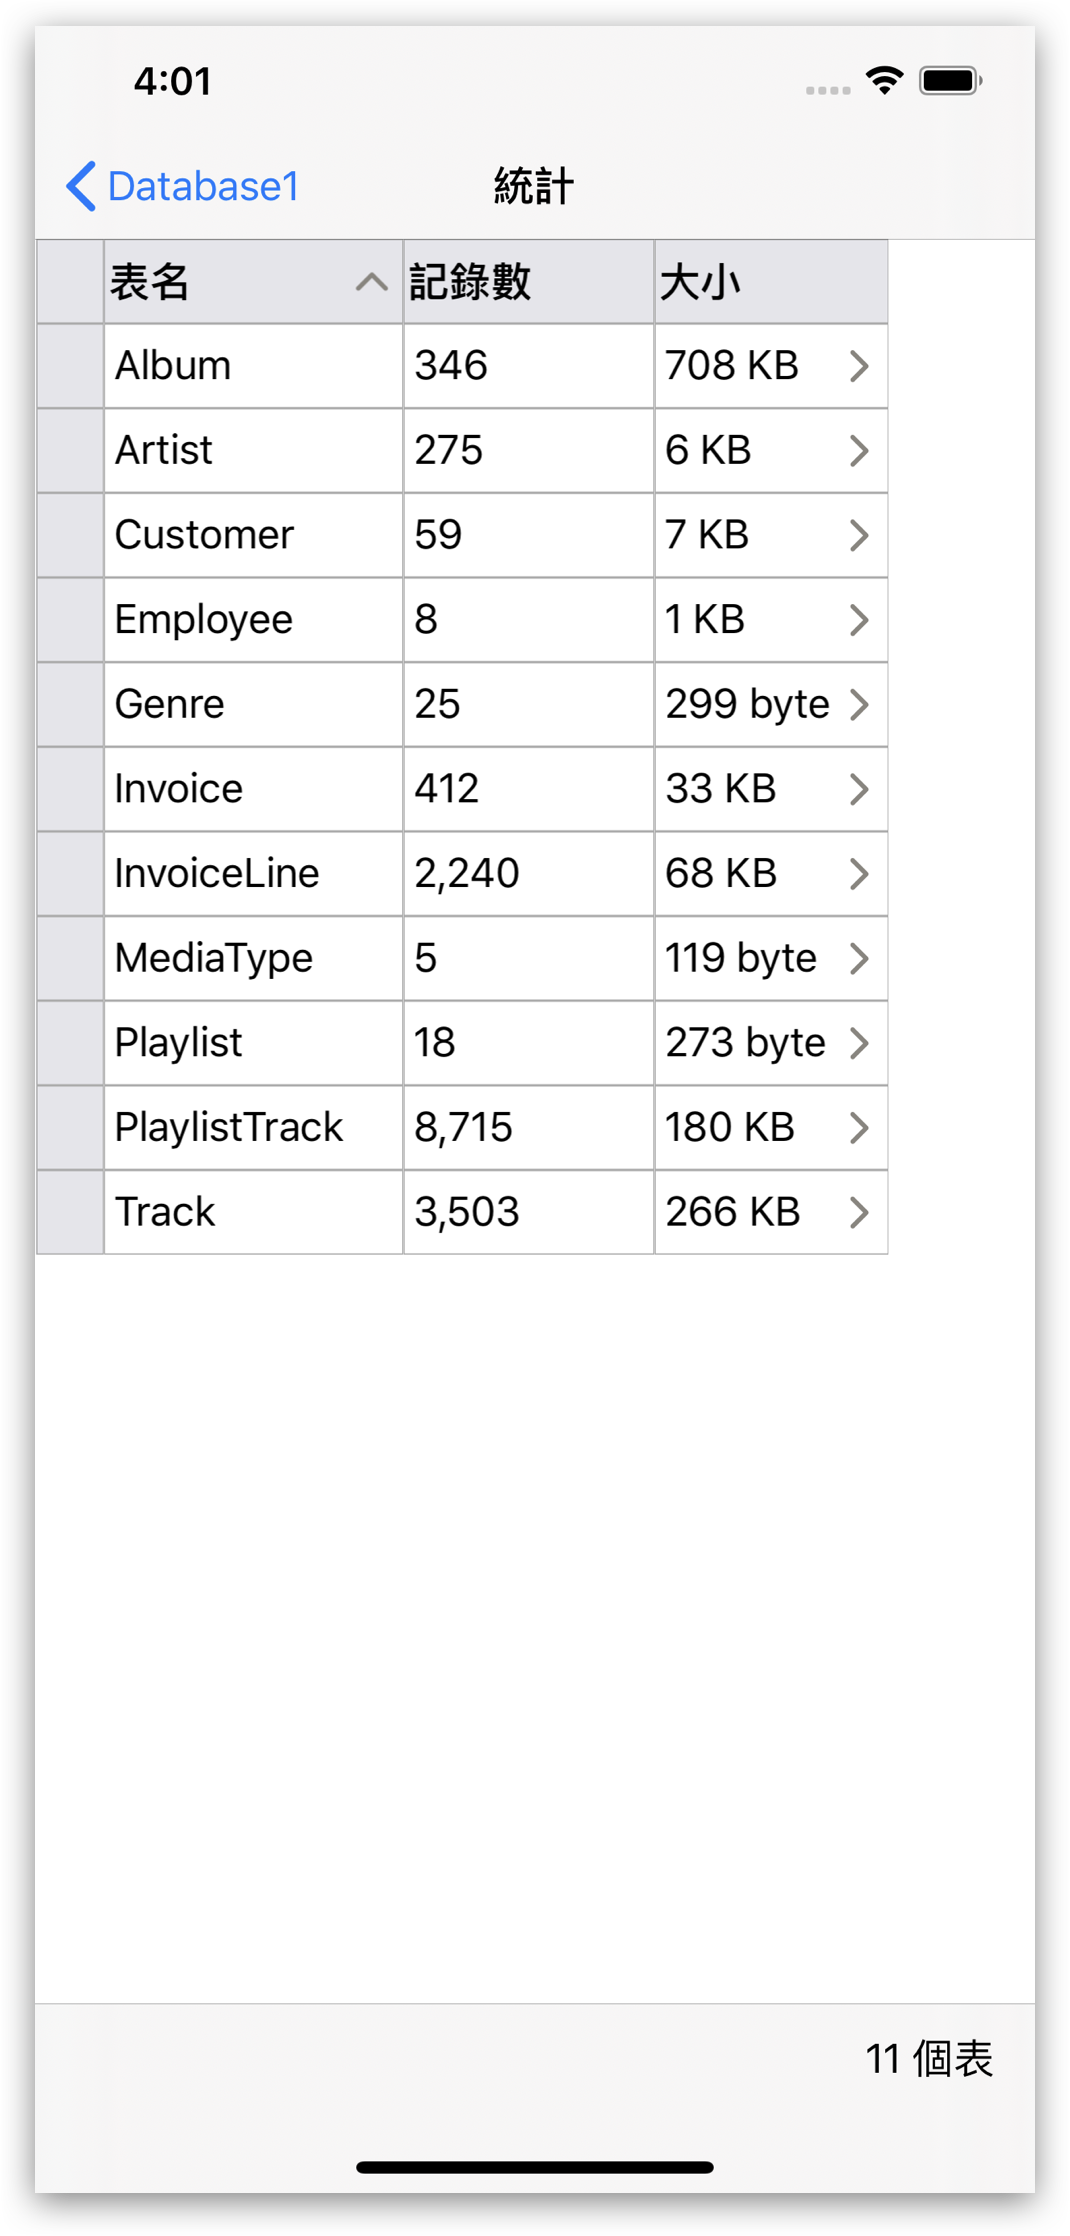 4:01
Database1 統計
表名 記錄數 大小
Album 346 708 KB
Artist 275 6 KB
Customer 59 7 KB
Employee 8 1 KB
Genre 25 299 byte
Invoice 412 33 KB
InvoiceLine 2,240 68 KB
MediaType 5 119 byte
Playlist 18 273 byte
PlaylistTrack 8,715 180 KB
Track 3,503 266 KB
11 個表